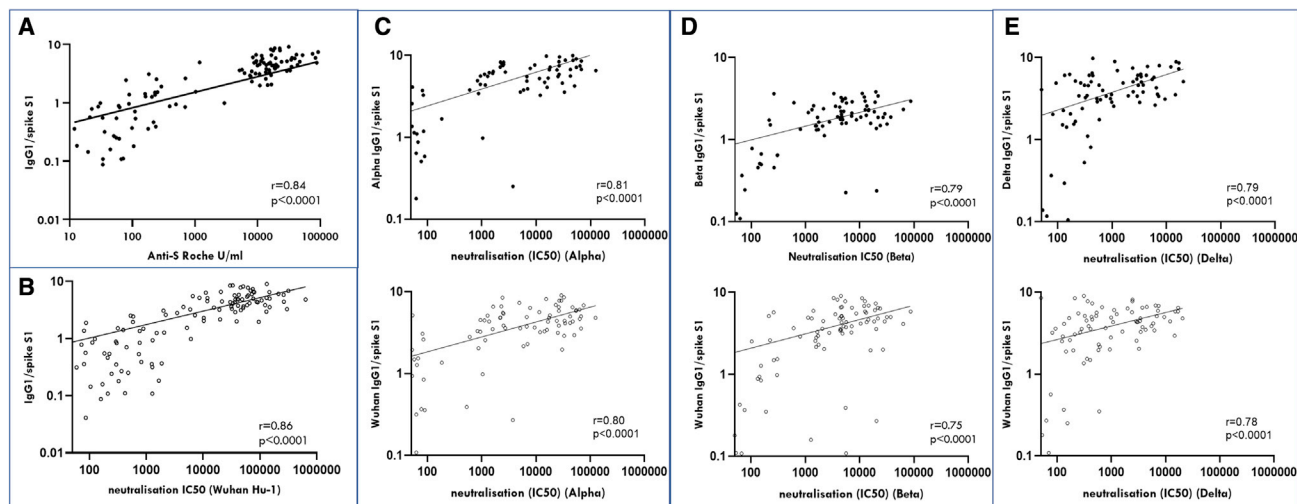 A
10
1
0.1
0.01
IgG1/spike S1
r=0.84
p<0.0001
10 100 1000 10000 100000
Anti-S Roche U/ml
B
10
1
0.1
0.01
IgG1/spike S1
r=0.86
p<0.0001
100 1000 10000 100000 1000000
neutralisation IC50 (Wuhan Hu-1)
C
10
1
0.1
Alpha IgG1/spike S1
r=0.81
p<0.0001
100 1000 10000 100000 1000000
neutralisation (IC50) (Alpha)
10
1
0.1
Wuhan IgG1/spike S1
r=0.80
p<0.0001
100 1000 10000 100000 1000000
neutralisation (IC50) (Alpha)
D
10
1
0.1
Beta IgG1/spike S1
r=0.79
p<0.0001
100 1000 10000 100000 1000000
Neutralisation IC50 (Beta)
10
1
0.1
Wuhan IgG1/spike S1
r=0.75
p<0.0001
100 1000 10000 100000 1000000
neutralisation (IC50) (Beta)
E
10
1
0.1
Delta IgG1/spike S1
r=0.79
p<0.0001
100 1000 10000 100000 1000000
neutralisation (IC50) (Delta)
10
1
0.1
Wuhan IgG1/spike S1
r=0.78
p<0.0001
100 1000 10000 100000 1000000
neutralisation (IC50) (Delta)